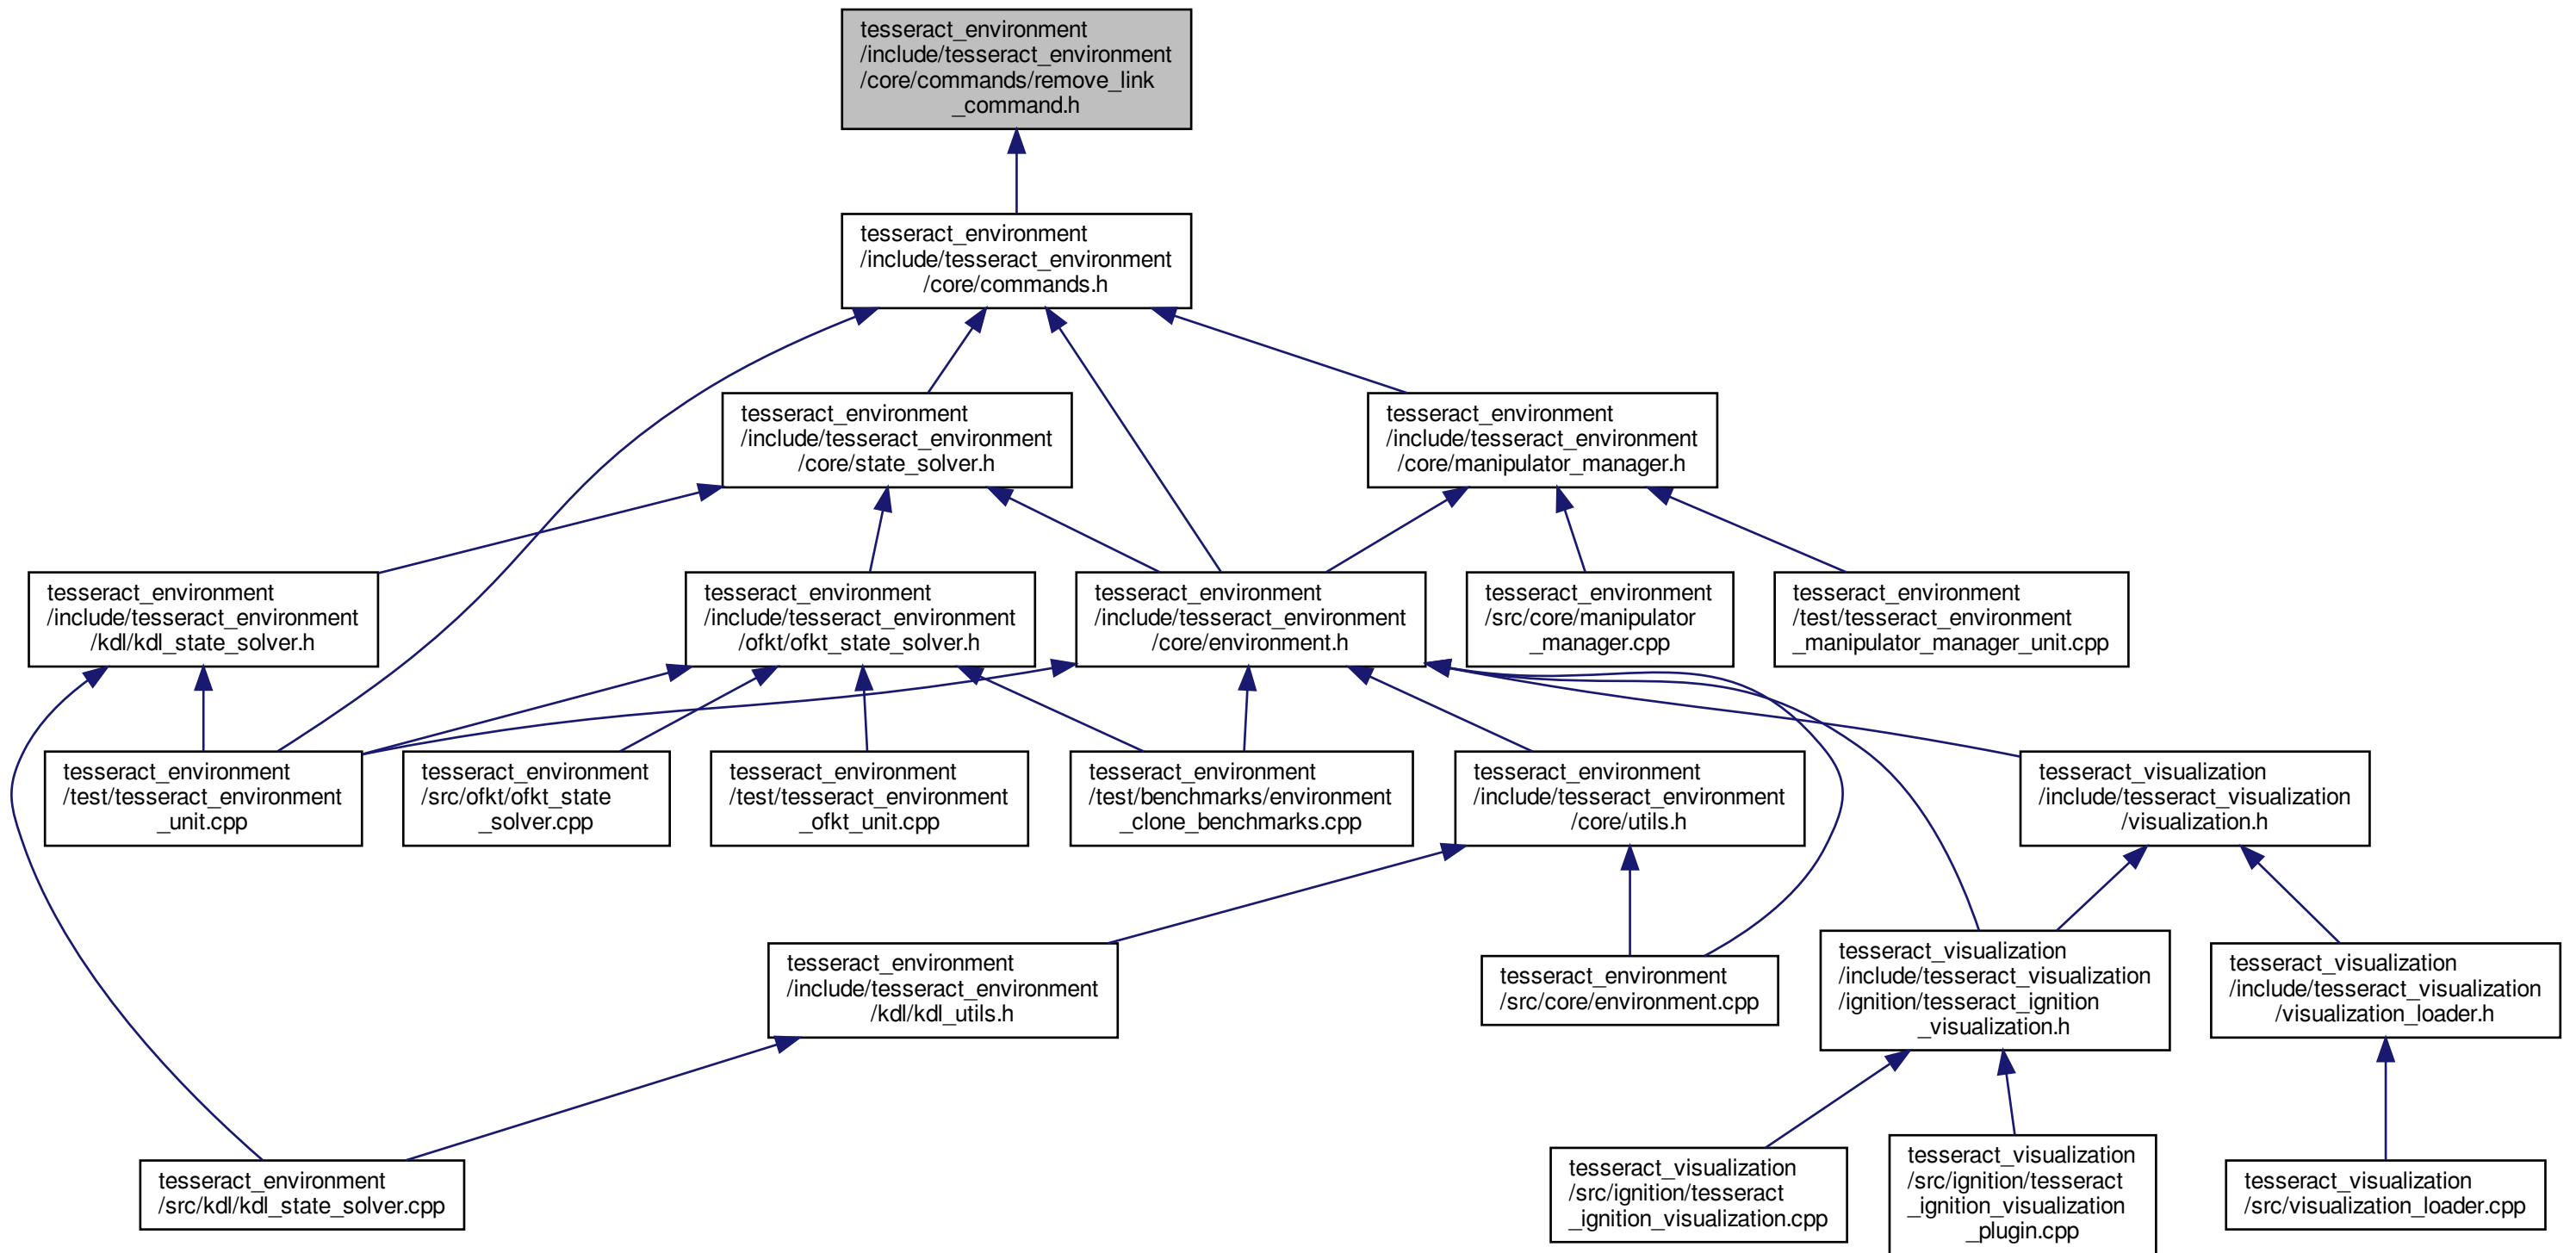 tesseract_environment
/include/tesseract_environment
/core/commands/remove_link
_command.h
tesseract_environment
/include/tesseract_environment
/core/commands.h
tesseract_environment
/include/tesseract_environment
/core/state_solver.h
tesseract_environment
/include/tesseract_environment
/core/manipulator_manager.h
tesseract_environment
/include/tesseract_environment
/kdl/kdl_state_solver.h
tesseract_environment
/include/tesseract_environment
/ofkt/ofkt_state_solver.h
tesseract_environment
/include/tesseract_environment
/core/environment.h
tesseract_environment
/src/core/manipulator
_manager.cpp
tesseract_environment
/test/tesseract_environment
_manipulator_manager_unit.cpp
tesseract_environment
/test/tesseract_environment
_unit.cpp
tesseract_environment
/src/ofkt/ofkt_state
_solver.cpp
tesseract_environment
/test/tesseract_environment
_ofkt_unit.cpp
tesseract_environment
/test/benchmarks/environment
_clone_benchmarks.cpp
tesseract_environment
/include/tesseract_environment
/core/utils.h
tesseract_visualization
/include/tesseract_visualization
/visualization.h
tesseract_environment
/include/tesseract_environment
/kdl/kdl_utils.h
tesseract_environment
/src/core/environment.cpp
tesseract_visualization
/include/tesseract_visualization
/ignition/tesseract_ignition
_visualization.h
tesseract_visualization
/include/tesseract_visualization
/visualization_loader.h
tesseract_environment
/src/kdl/kdl_state_solver.cpp
tesseract_visualization
/src/ignition/tesseract
_ignition_visualization.cpp
tesseract_visualization
/src/ignition/tesseract
_ignition_visualization
_plugin.cpp
tesseract_visualization
/src/visualization_loader.cpp